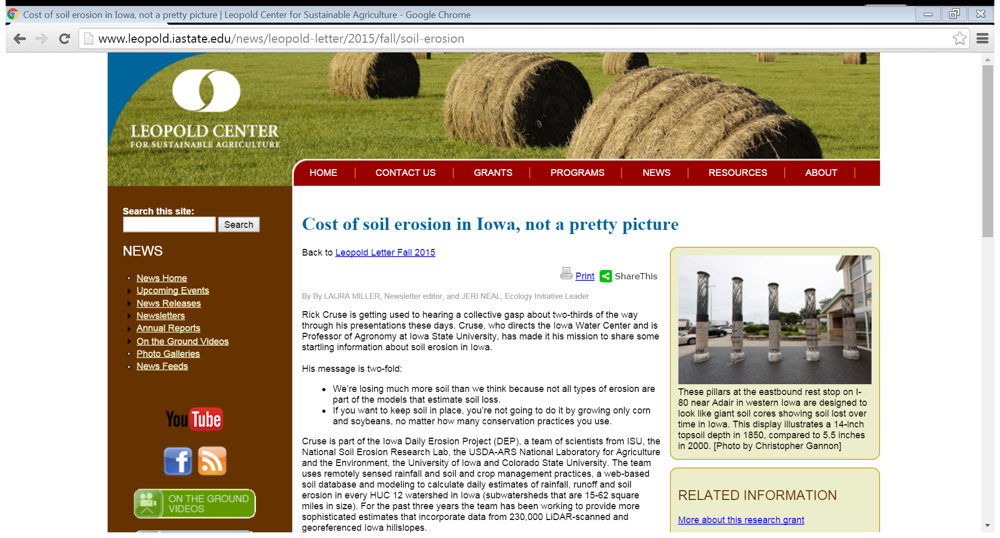 Cost of soil erosion in Iowa, not a pretty picture | Leopold Center for Sustainable Agriculture - Google Chrome
www.leopold.iastate.edu/news/leopold-letter/2015/fall/soil-erosion
LEOPOLD CENTER
FOR SUSTAINABLE AGRICULTURE
HOME
CONTACT US
GRANTS
PROGRAMS
NEWS
RESOURCES
ABOUT
Search this site:
Search
NEWS
News Home
Upcoming Events
News Releases
Newsletters
Annual Reports
On the Ground Videos
Photo Galleries
News Feeds
YouTube
ON THE GROUND
VIDEOS
Cost of soil erosion in Iowa, not a pretty picture
Back to Leopold Letter Fall 2015
Print
ShareThis
By By LAURA MILLER, Newsletter editor, and JERI NEAL, Ecology Initiative Leader
Rick Cruse is getting used to hearing a collective gasp about two-thirds of the way
through his presentations these days. Cruse, who directs the Iowa Water Center and is
Professor of Agronomy at Iowa State University, has made it his mission to share some
startling information about soil erosion in Iowa.
His message is two-fold:
• We're losing much more soil than we think because not all types of erosion are
part of the models that estimate soil loss.
• If you want to keep soil in place, you're not going to do it by growing only corn
and soybeans, no matter how many conservation practices you use.
Cruse is part of the Iowa Daily Erosion Project (DEP), a team of scientists from ISU, the
National Soil Erosion Research Lab, the USDA-ARS National Laboratory for Agriculture
and the Environment, the University of Iowa and Colorado State University. The team
uses remotely sensed rainfall and soil and crop management practices, a web-based
soil database and modeling to calculate daily estimates of rainfall, runoff and soil
erosion in every HUC 12 watershed in Iowa (subwatersheds that are 15-62 square
miles in size). For the past three years the team has been working to provide more
sophisticated estimates that incorporate data from 230,000 LiDAR-scanned and
georeferenced Iowa hillslopes.
1900
1950
1975
These pillars at the eastbound rest stop on I-
80 near Adair in western Iowa are designed to
look like giant soil cores showing soil lost over
time in Iowa. This display illustrates a 14-inch
topsoil depth in 1850, compared to 5.5 inches
in 2000. [Photo by Christopher Gannon]
RELATED INFORMATION
More about this research grant